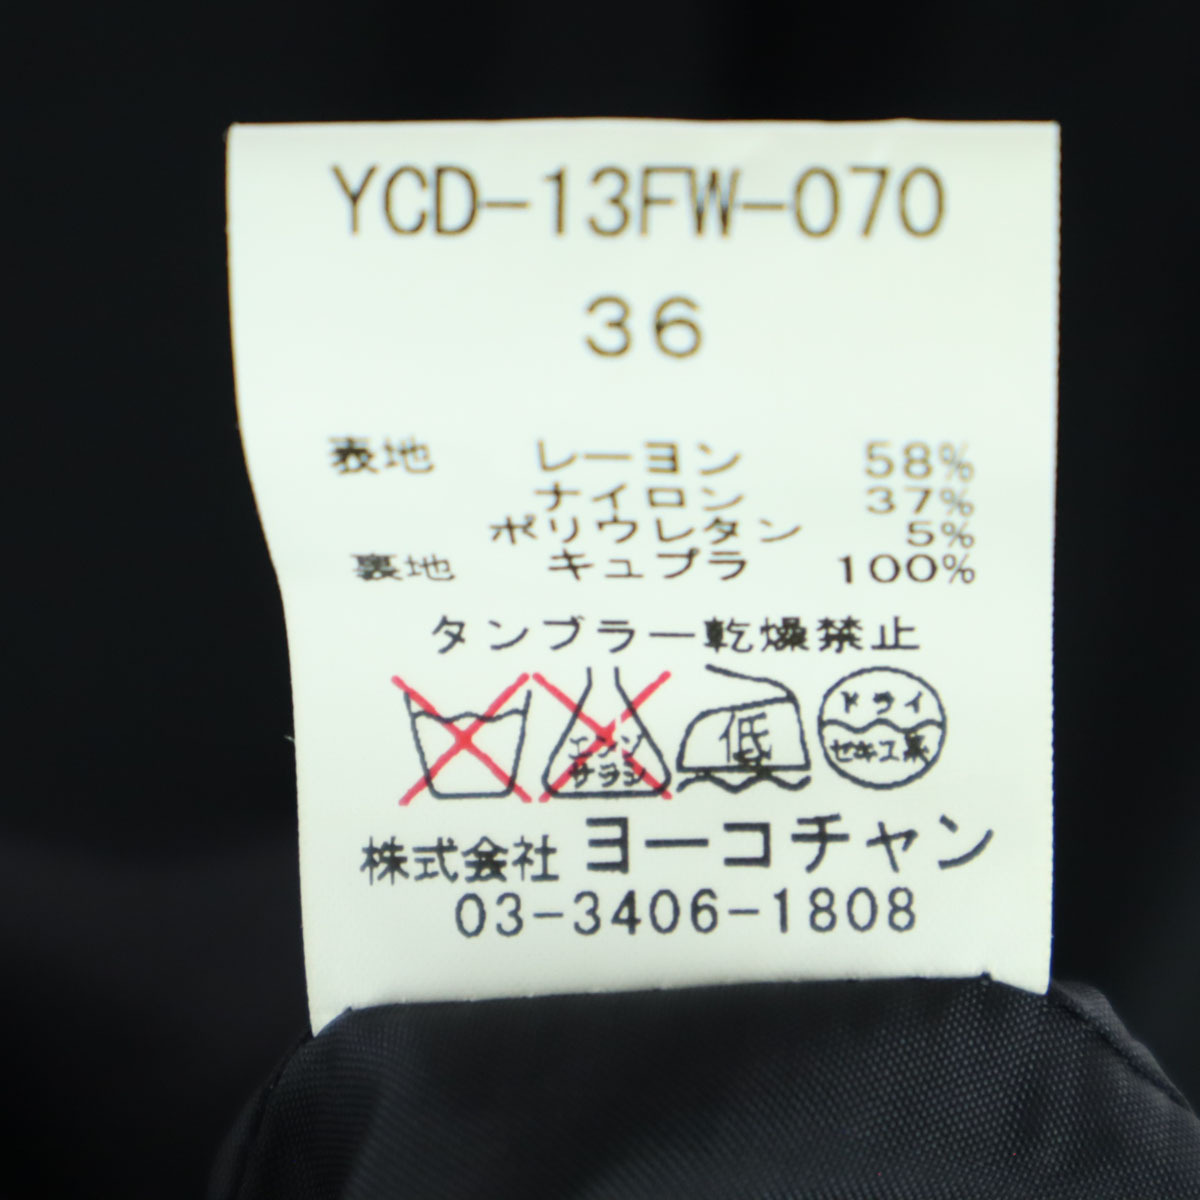 YCD-13FW-070
36
表地 レーヨン 58%
ナイロン 37%
ポリウレタン 5%
裏地 キュプラ 100%
タンブラー乾燥禁止
エンソ
サラシ
低
ドライ
セキユ系
株式会社 ヨーコチャン
03-3406-1808